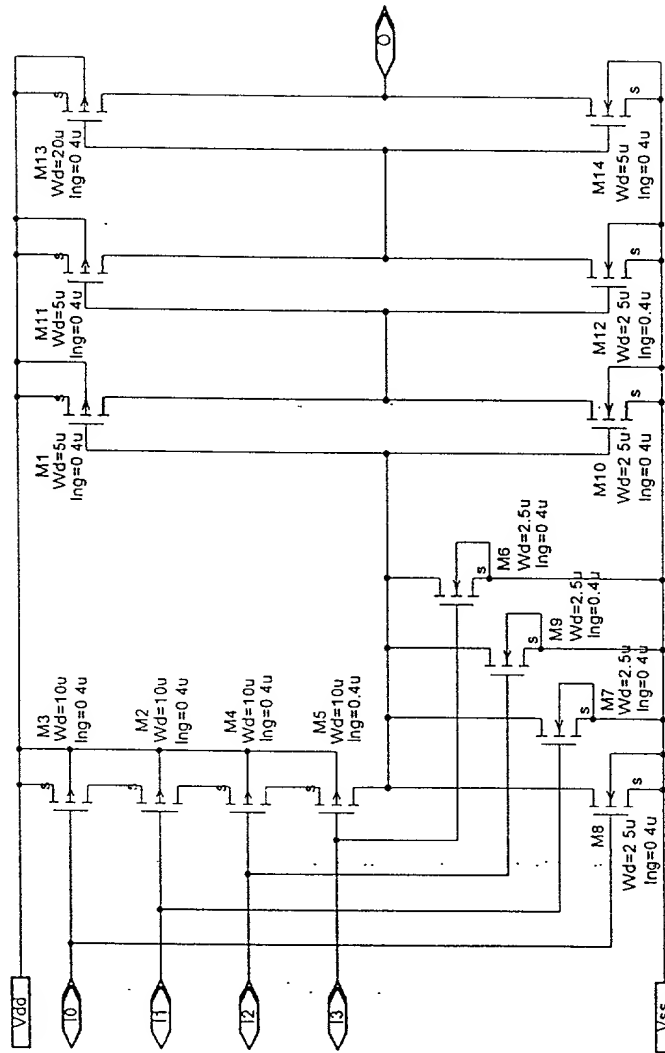 Vdd
I0
I1
I2
I3
Vss
M3
Wd=10u
lng=0 4u
M2
Wd=10u
lng=0 4u
M4
Wd=10u
lng=0 4u
M5
Wd=10u
lng=0.4u
M8
Wd=2 5u
lng=0 4u
M7
Wd=2.5u
lng=0.4u
M9
Wd=2.5u
lng=0.4u
M6
Wd=2.5u
lng=0.4u
M1
Wd=5u
lng=0 4u
M10
Wd=2 5u
lng=0 4u
M11
Wd=5u
lng=0 4u
M12
Wd=2 5u
lng=0.4u
M13
Wd=20u
lng=0 4u
M14
Wd=5u
lng=0 4u
O
s
s
s
s
s
s
s
s
s
s
s
s
s
s